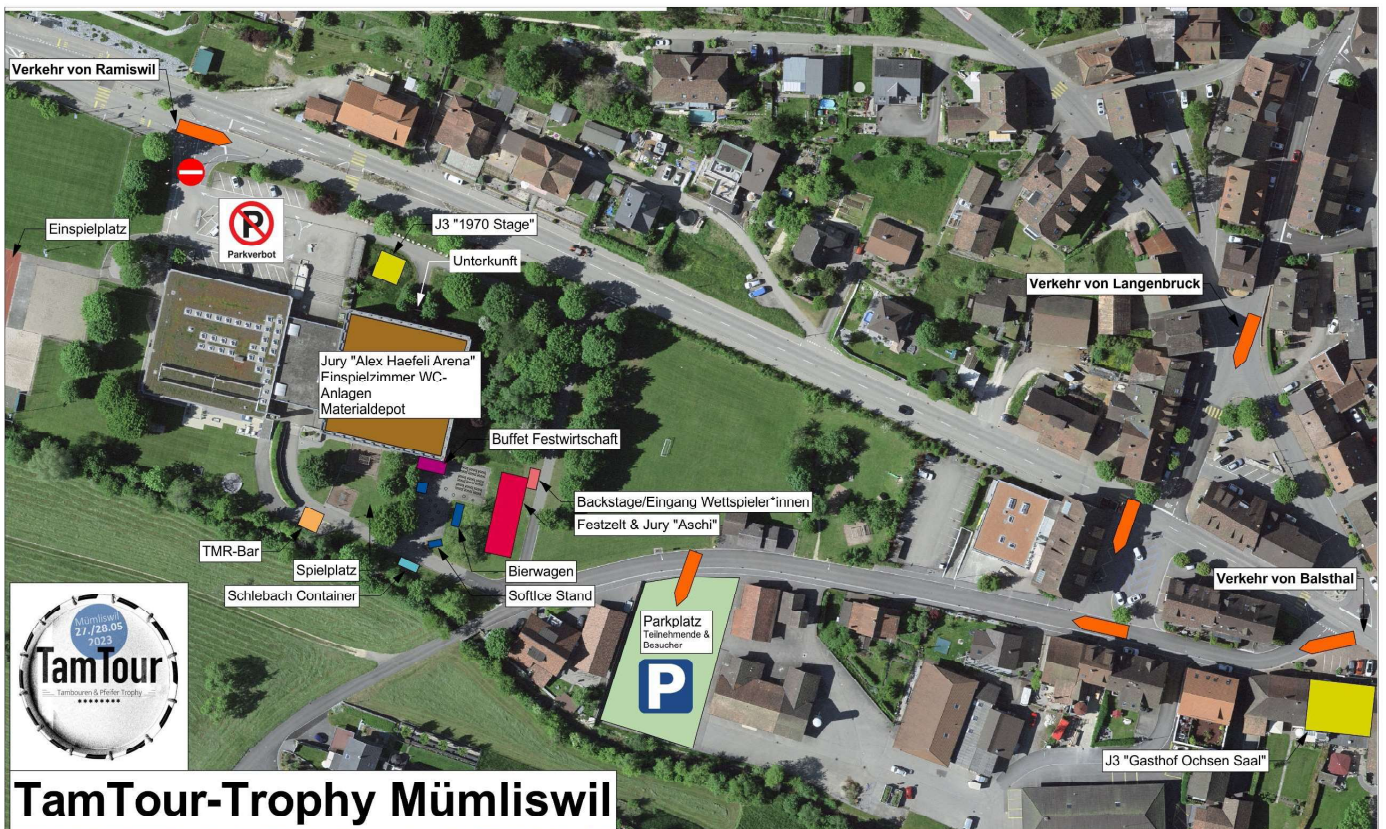 Verkehr von Ramiswil
Parkverbot
Einspielplatz
J3 "1970 Stage"
Unterkunft
Verkehr von Langenbruck
Jury "Alex Haefeli Arena"
Einspielzimmer WC-
Anlagen
Materialdepot
Buffet Festwirtschaft
Backstage/Eingang Wettspieler*innen
Festzelt & Jury "Aschi"
TMR-Bar
Spielplatz
Schlebach Container
Bierwagen
Softice Stand
Verkehr von Balsthal
Parkplatz
Teilnehmende &
Besucher
P
J3 "Gasthof Ochsen Saal"
Mümliswil
27./28.05
2023
TamTour
Tambouren & Pfeifer Trophy
TamTour-Trophy Mümliswil